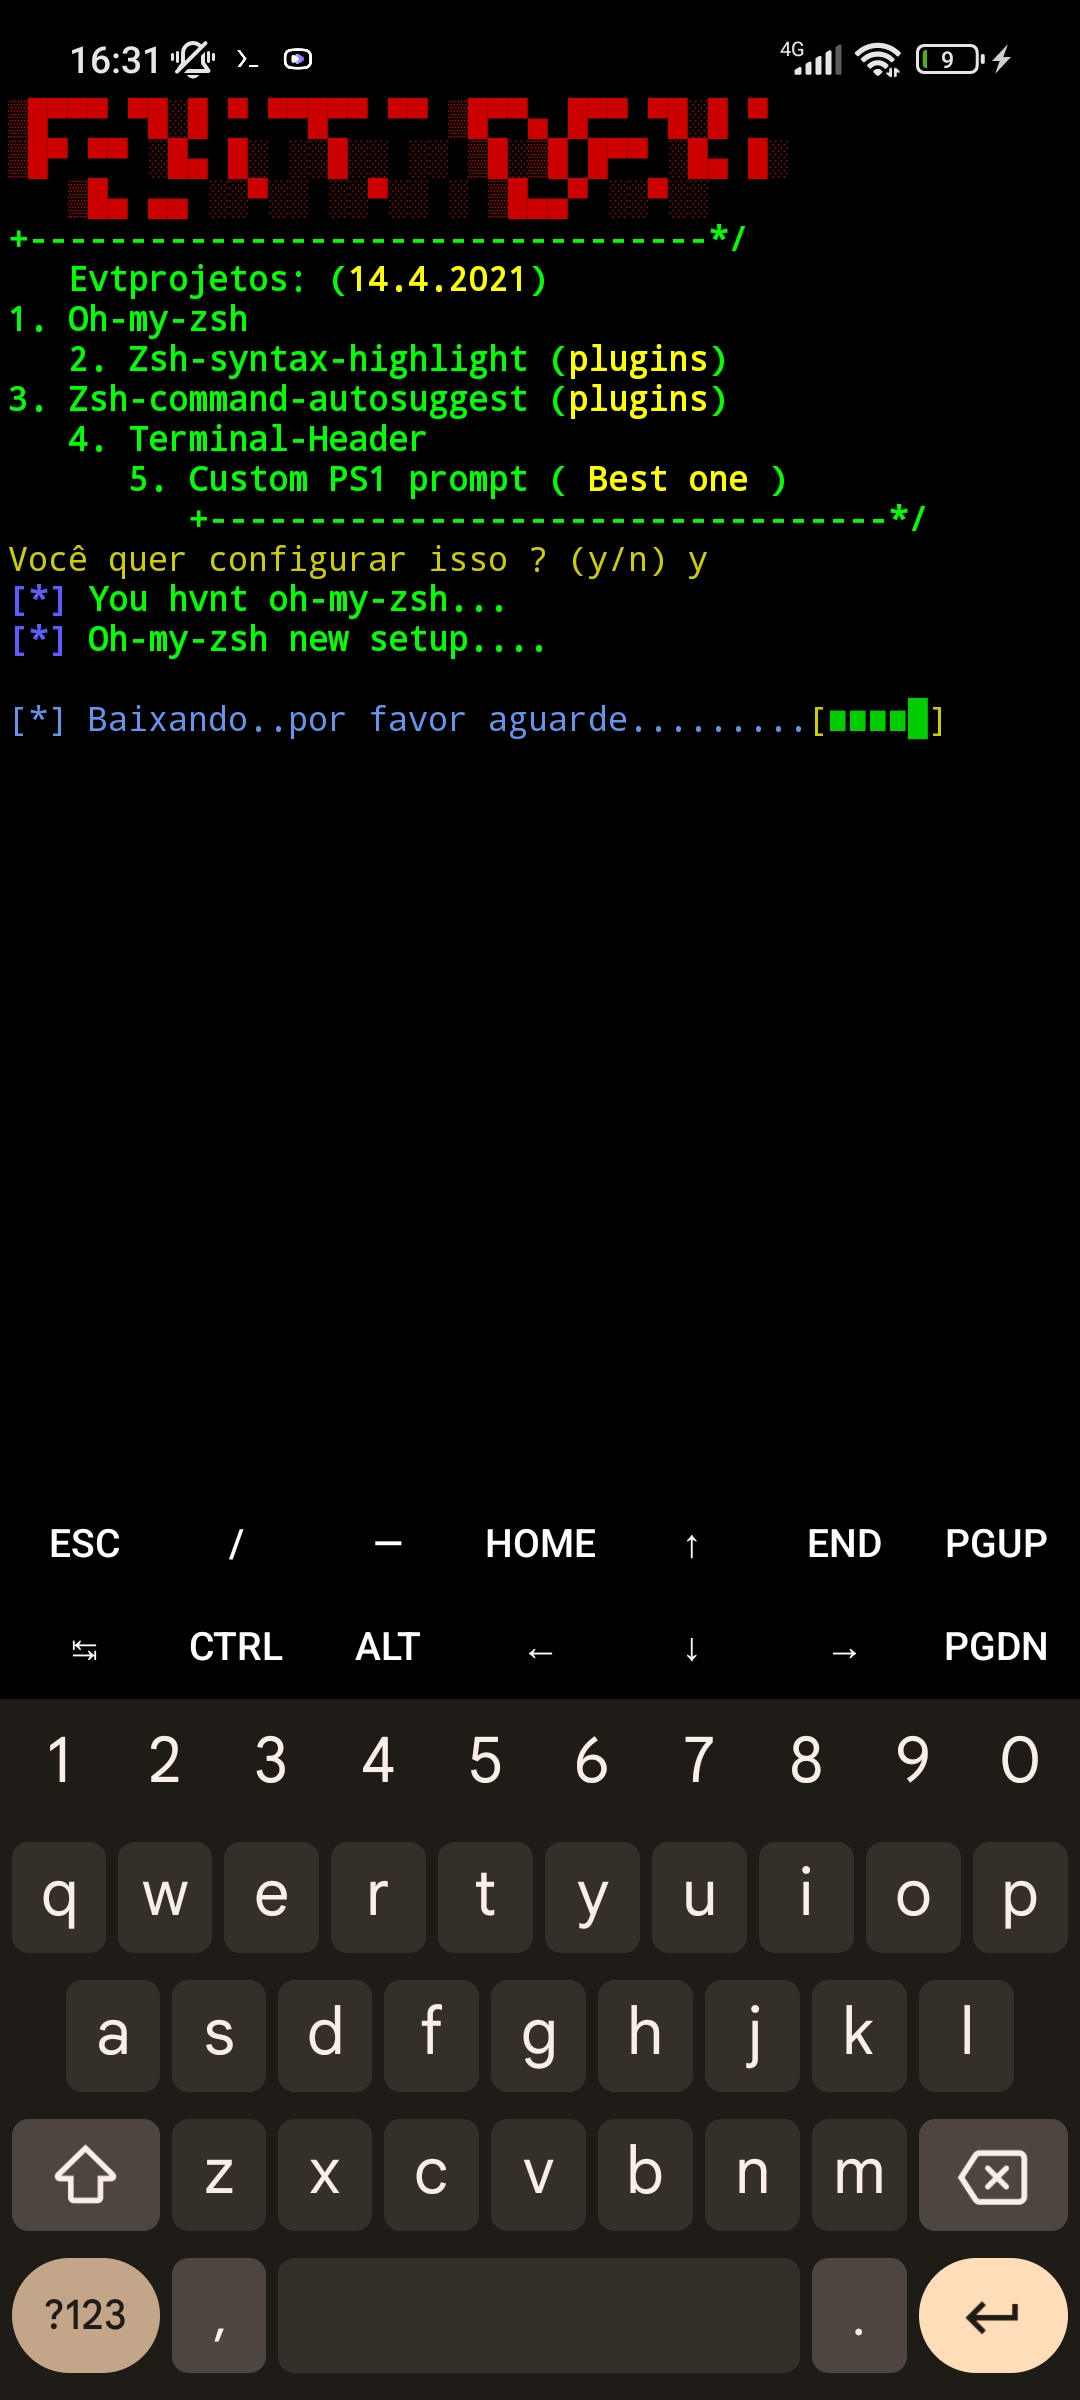 16:31 4G 9
+----------------------------------*/
Evtprojetos: (14.4.2021)
1. Oh-my-zsh
2. Zsh-syntax-highlight (plugins)
3. Zsh-command-autosuggest (plugins)
4. Terminal-Header
5. Custom PS1 prompt ( Best one )
+----------------------------------*/
Você quer configurar isso ? (y/n) y
[*] You hvnt oh-my-zsh...
[*] Oh-my-zsh new setup....
[*] Baixando..por favor aguarde.........[■■■■ ]
ESC / — HOME ↑ END PGUP
↹ CTRL ALT ← ↓ → PGDN
1 2 3 4 5 6 7 8 9 0
q w e r t y u i o p
a s d f g h j k l
z x c v b n m
?123 , .